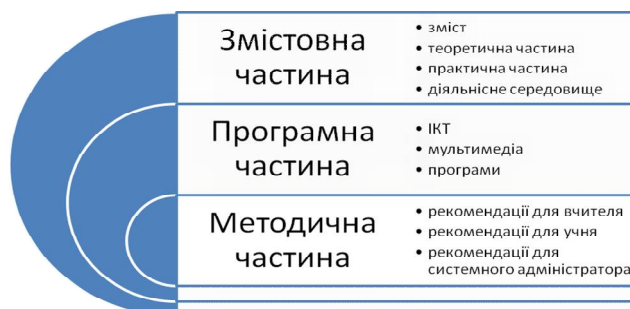 Змістовна
частина
• зміст
• теоретична частина
• практична частина
• діяльнісне середовище
Програмна
частина
• ІКТ
• мультимедіа
• програми
Методична
частина
• рекомендації для вчителя
• рекомендації для учня
• рекомендації для
системного адміністратора